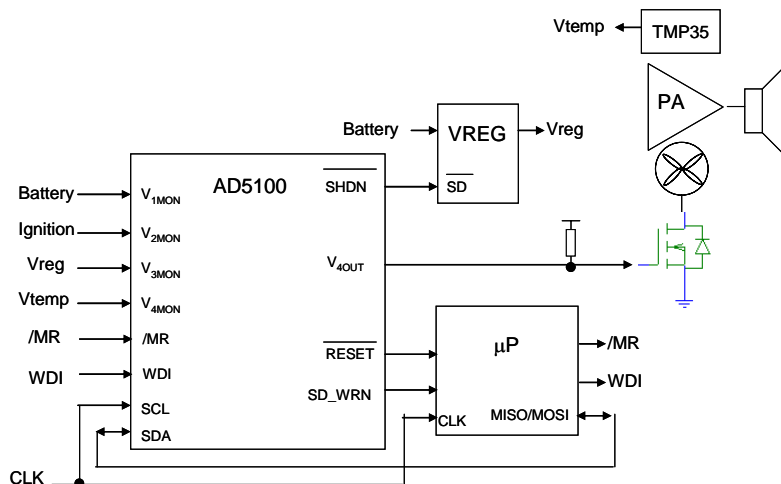 Vtemp
TMP35
PA
Battery
VREG
Vreg
SD
AD5100
SHDN
Battery
V1MON
Ignition
V2MON
Vreg
V3MON
V4OUT
Vtemp
V4MON
/MR
/MR
RESET
μP
/MR
WDI
WDI
SD_WRN
WDI
SCL
CLK
MISO/MOSI
SDA
CLK